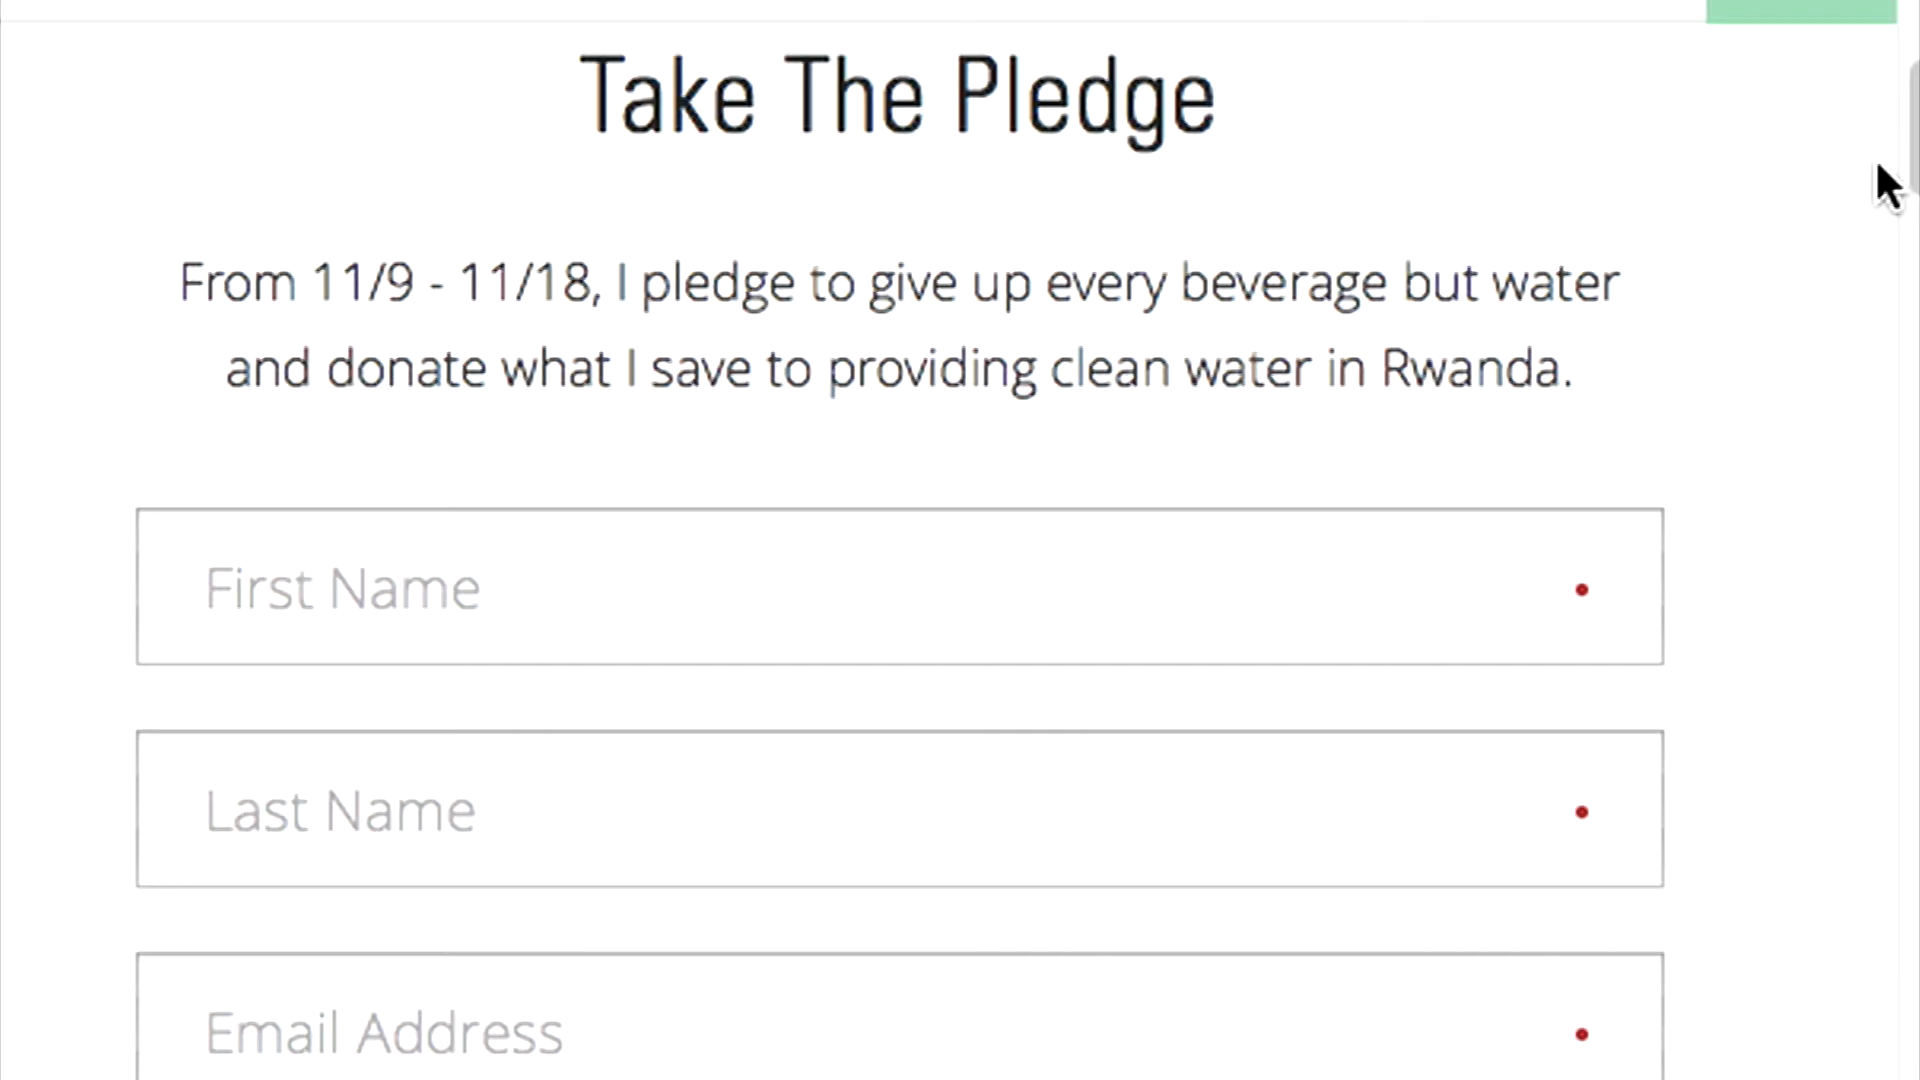 Take The Pledge
From 11/9 - 11/18, I pledge to give up every beverage but water
and donate what I save to providing clean water in Rwanda.
First Name
Last Name
Email Address